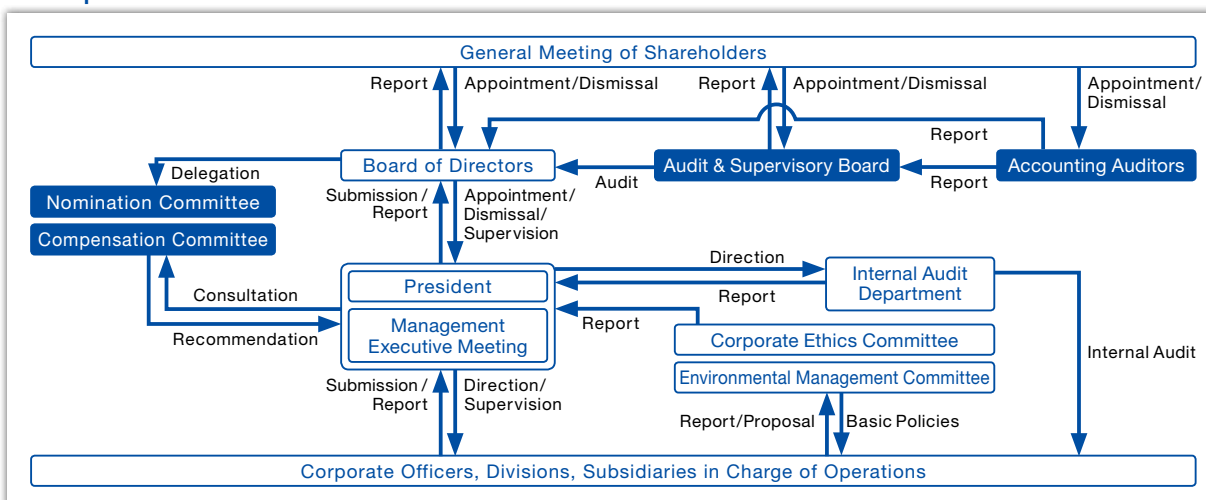 General Meeting of Shareholders
Report
Appointment/Dismissal
Report
Appointment/Dismissal
Appointment/
Dismissal
Report
Board of Directors
Audit & Supervisory Board
Accounting Auditors
Delegation
Audit
Report
Nomination Committee
Compensation Committee
Submission/
Report
Appointment/
Dismissal/
Supervision
Direction
President
Internal Audit
Department
Consultation
Report
Management
Executive Meeting
Report
Corporate Ethics Committee
Recommendation
Internal Audit
Environmental Management Committee
Submission/
Report
Direction/
Supervision
Report/Proposal
Basic Policies
Corporate Officers, Divisions, Subsidiaries in Charge of Operations